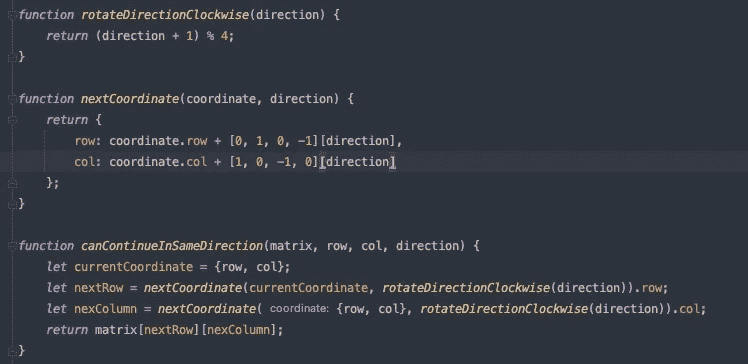 function rotateDirectionClockwise(direction) {
    return (direction + 1) % 4;
}
function nextCoordinate(coordinate, direction) {
    return {
        row: coordinate.row + [0, 1, 0, -1][direction],
        col: coordinate.col + [1, 0, -1, 0][direction]
    };
}
function canContinueInSameDirection(matrix, row, col, direction) {
    let currentCoordinate = {row, col};
    let nextRow = nextCoordinate(currentCoordinate, rotateDirectionClockwise(direction)).row;
    let nexColumn = nextCoordinate( coordinate: {row, col}, rotateDirectionClockwise(direction)).col;
    return matrix[nextRow][nexColumn];
}